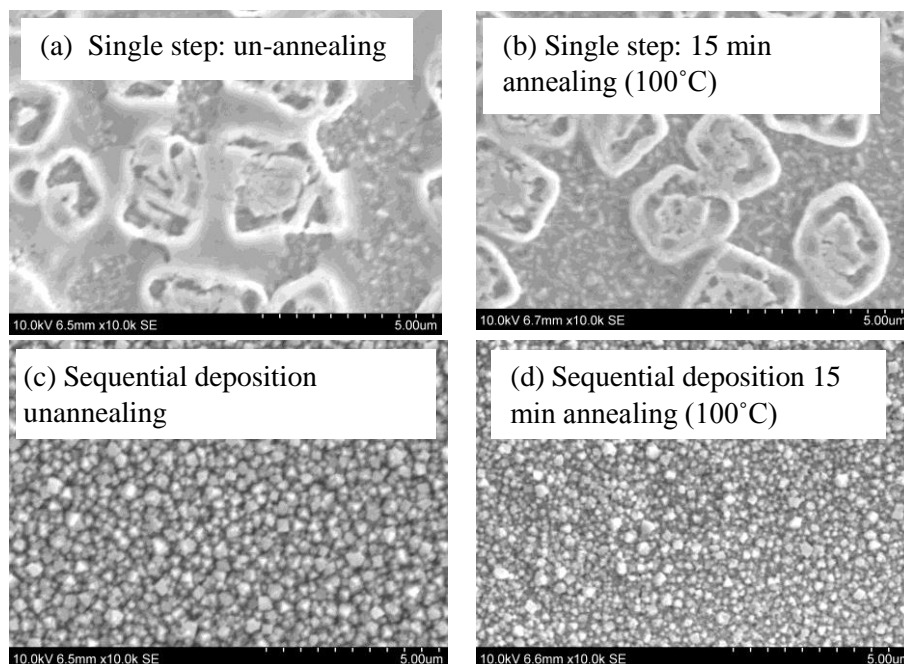 (a) Single step: un-annealing
(b) Single step: 15 min
annealing (100˚C)
10.0kV 6.5mm x10.0k SE
5.00um
10.0kV 6.7mm x10.0k SE
5.00um
(c) Sequential deposition
unannealing
(d) Sequential deposition 15
min annealing (100˚C)
10.0kV 6.5mm x10.0k SE
5.00um
10.0kV 6.6mm x10.0k SE
5.00um